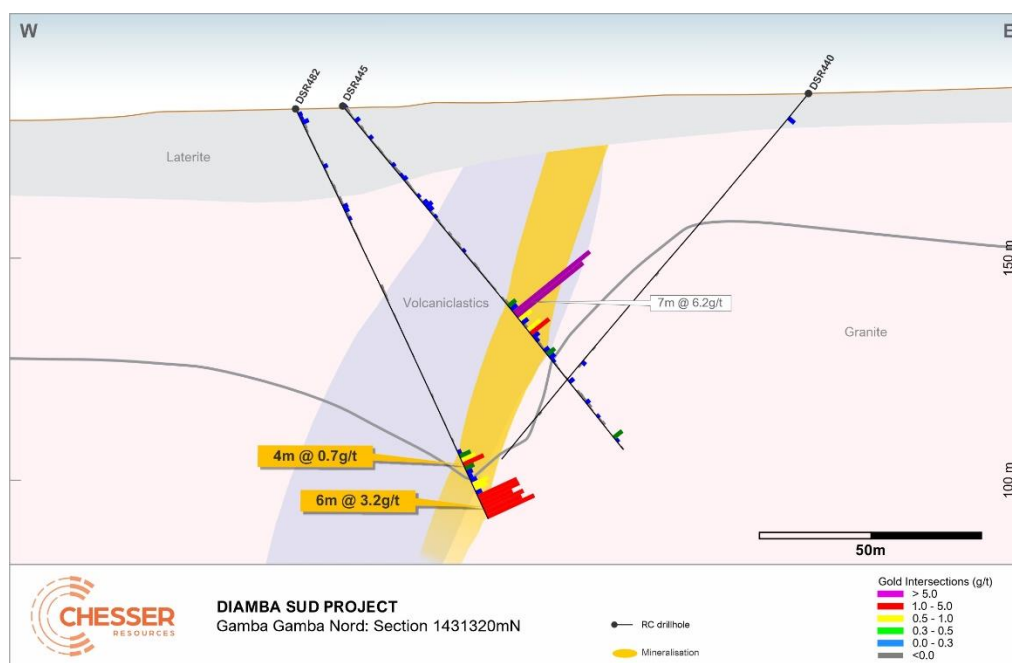 W
E
DSR482
DSR445
DSR440
Laterite
150 m
Volcaniclastics
7m @ 6.2g/t
Granite
4m @ 0.7g/t
100 m
6m @ 3.2g/t
50m
CHESSER
RESOURCES
DIAMBA SUD PROJECT
Gamba Gamba Nord: Section 1431320mN
RC drillhole
Mineralisation
Gold Intersections (g/t)
> 5.0
1.0 - 5.0
0.5 - 1.0
0.3 - 0.5
0.0 - 0.3
<0.0